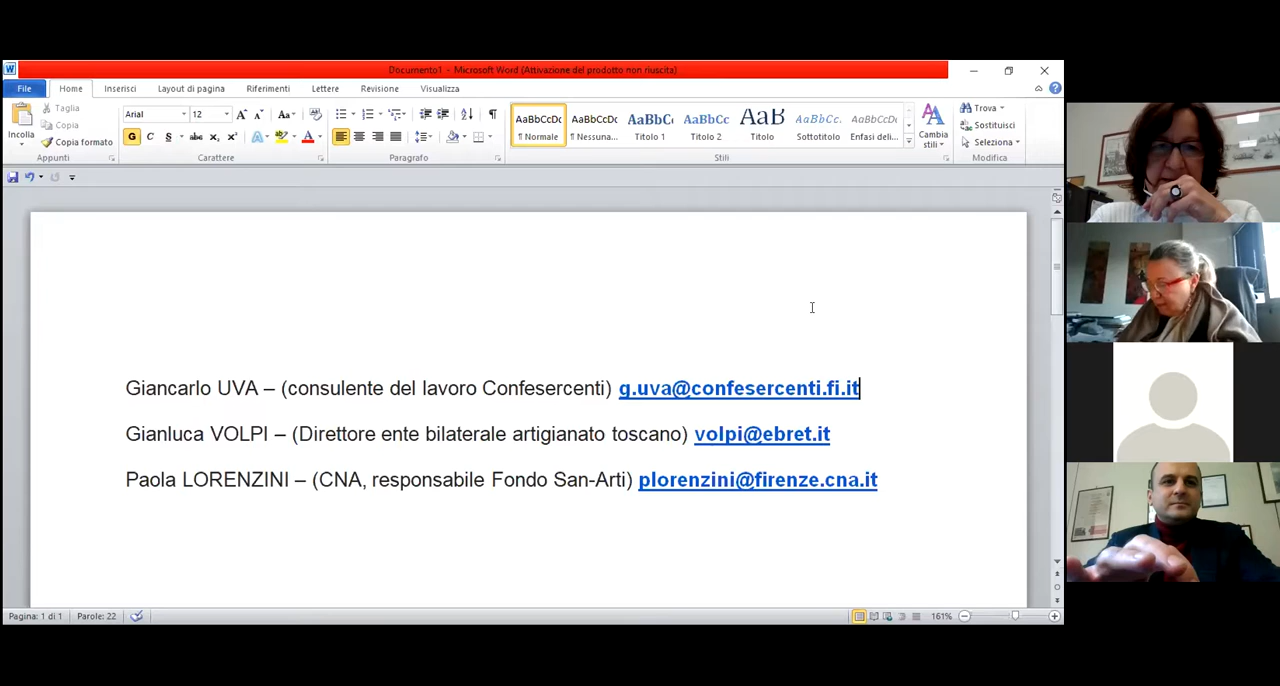 Documento1 - Microsoft Word (Attivazione del prodotto non riuscita)
File Home Inserisci Layout di pagina Riferimenti Lettere Revisione Visualizza
Incolla
Taglia
Copia
Copia formato
Appunti
Arial 12
G C S abc x₂ x²
Carattere
Paragrafo
AaBbCcDc AaBbCcDc AaBbC AaBbCc AaB AaBbCc. AaBbCcDc
¶ Normale ¶ Nessuna... Titolo 1 Titolo 2 Titolo Sottotitolo Enfasi deli...
Stili
Cambia stili
Trova
Sostituisci
Seleziona
Modifica
Giancarlo UVA – (consulente del lavoro Confesercenti) g.uva@confesercenti.fi.it
Gianluca VOLPI – (Direttore ente bilaterale artigianato toscano) volpi@ebret.it
Paola LORENZINI – (CNA, responsabile Fondo San-Arti) plorenzini@firenze.cna.it
Pagina: 1 di 1 Parole: 22 161%